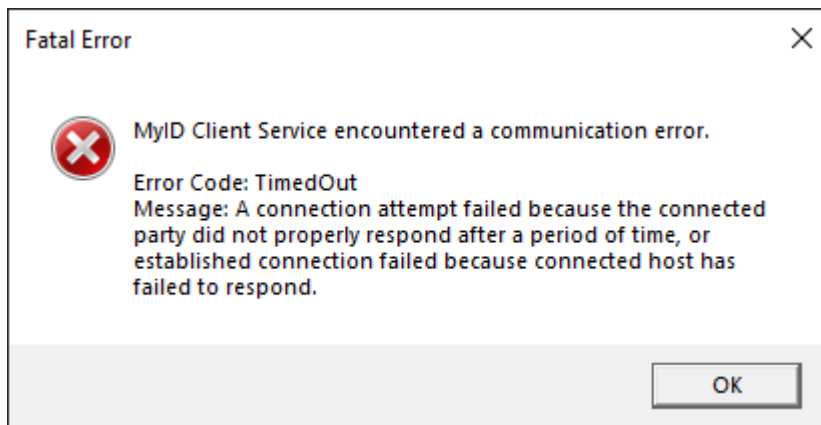 Fatal Error
MyID Client Service encountered a communication error.
Error Code: TimedOut
Message: A connection attempt failed because the connected
party did not properly respond after a period of time, or
established connection failed because connected host has
failed to respond.
OK